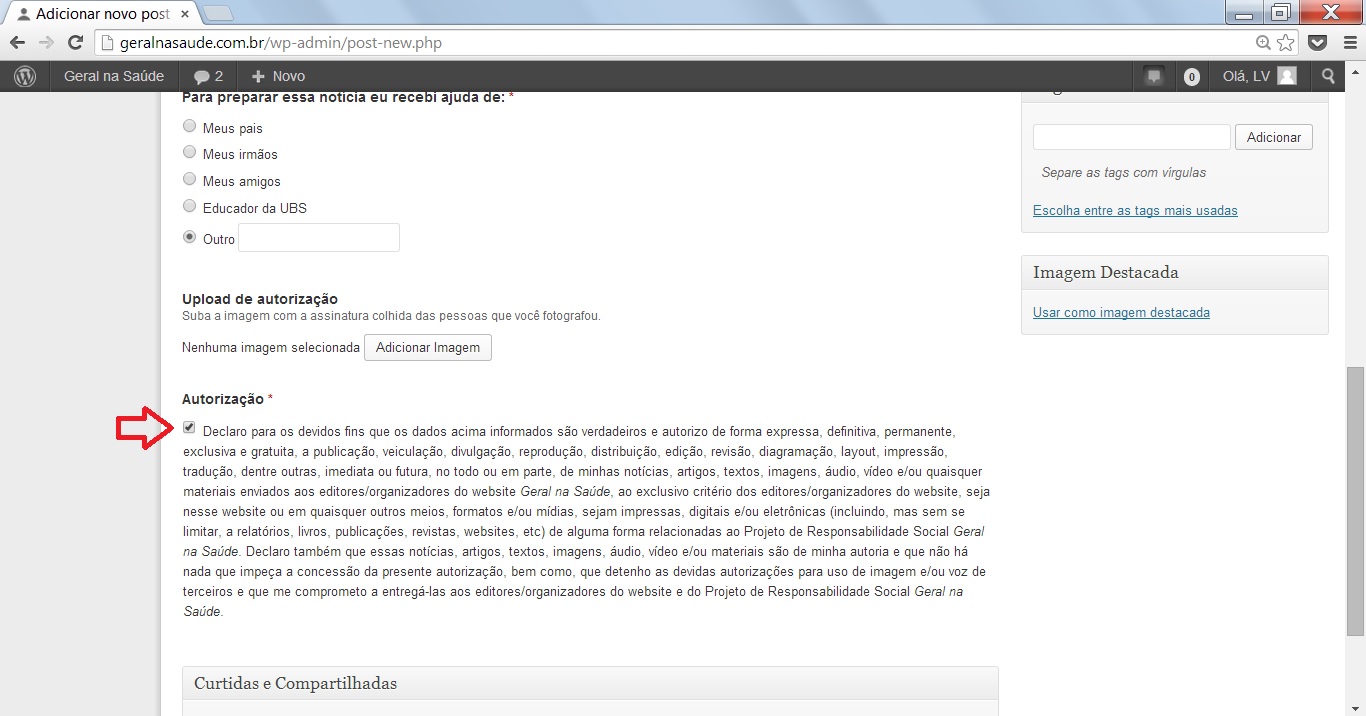 Adicionar novo post ×
geralnasaude.com.br/wp-admin/post-new.php
Geral na Saúde 2 + Novo 0 Olá, LV
Para preparar essa notícia eu recebi ajuda de: *
Meus pais
Meus irmãos
Meus amigos
Educador da UBS
Outro
Upload de autorização
Suba a imagem com a assinatura colhida das pessoas que você fotografou.
Nenhuma imagem selecionada Adicionar Imagem
Autorização *
Declaro para os devidos fins que os dados acima informados são verdadeiros e autorizo de forma expressa, definitiva, permanente,
exclusiva e gratuita, a publicação, veiculação, divulgação, reprodução, distribuição, edição, revisão, diagramação, layout, impressão,
tradução, dentre outras, imediata ou futura, no todo ou em parte, de minhas notícias, artigos, textos, imagens, áudio, vídeo e/ou quaisquer
materiais enviados aos editores/organizadores do website Geral na Saúde, ao exclusivo critério dos editores/organizadores do website, seja
nesse website ou em quaisquer outros meios, formatos e/ou mídias, sejam impressas, digitais e/ou eletrônicas (incluindo, mas sem se
limitar, a relatórios, livros, publicações, revistas, websites, etc) de alguma forma relacionadas ao Projeto de Responsabilidade Social Geral
na Saúde. Declaro também que essas notícias, artigos, textos, imagens, áudio, vídeo e/ou materiais são de minha autoria e que não há
nada que impeça a concessão da presente autorização, bem como, que detenho as devidas autorizações para uso de imagem e/ou voz de
terceiros e que me comprometo a entregá-las aos editores/organizadores do website e do Projeto de Responsabilidade Social Geral na
Saúde.
Curtidas e Compartilhadas
Adicionar
Separe as tags com vírgulas
Escolha entre as tags mais usadas
Imagem Destacada
Usar como imagem destacada